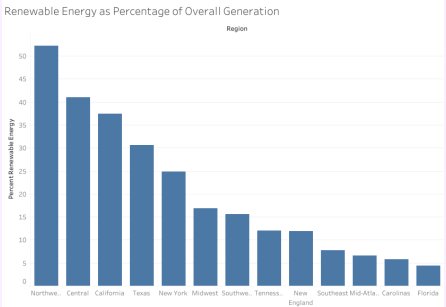 Renewable Energy as Percentage of Overall Generation
Region
Percent Renewable Energy
50
45
40
35
30
25
20
15
10
5
0
Northwe.. Central California Texas New York Midwest Southwe.. Tenness.. New England Southeast Mid-Atla.. Carolinas Florida